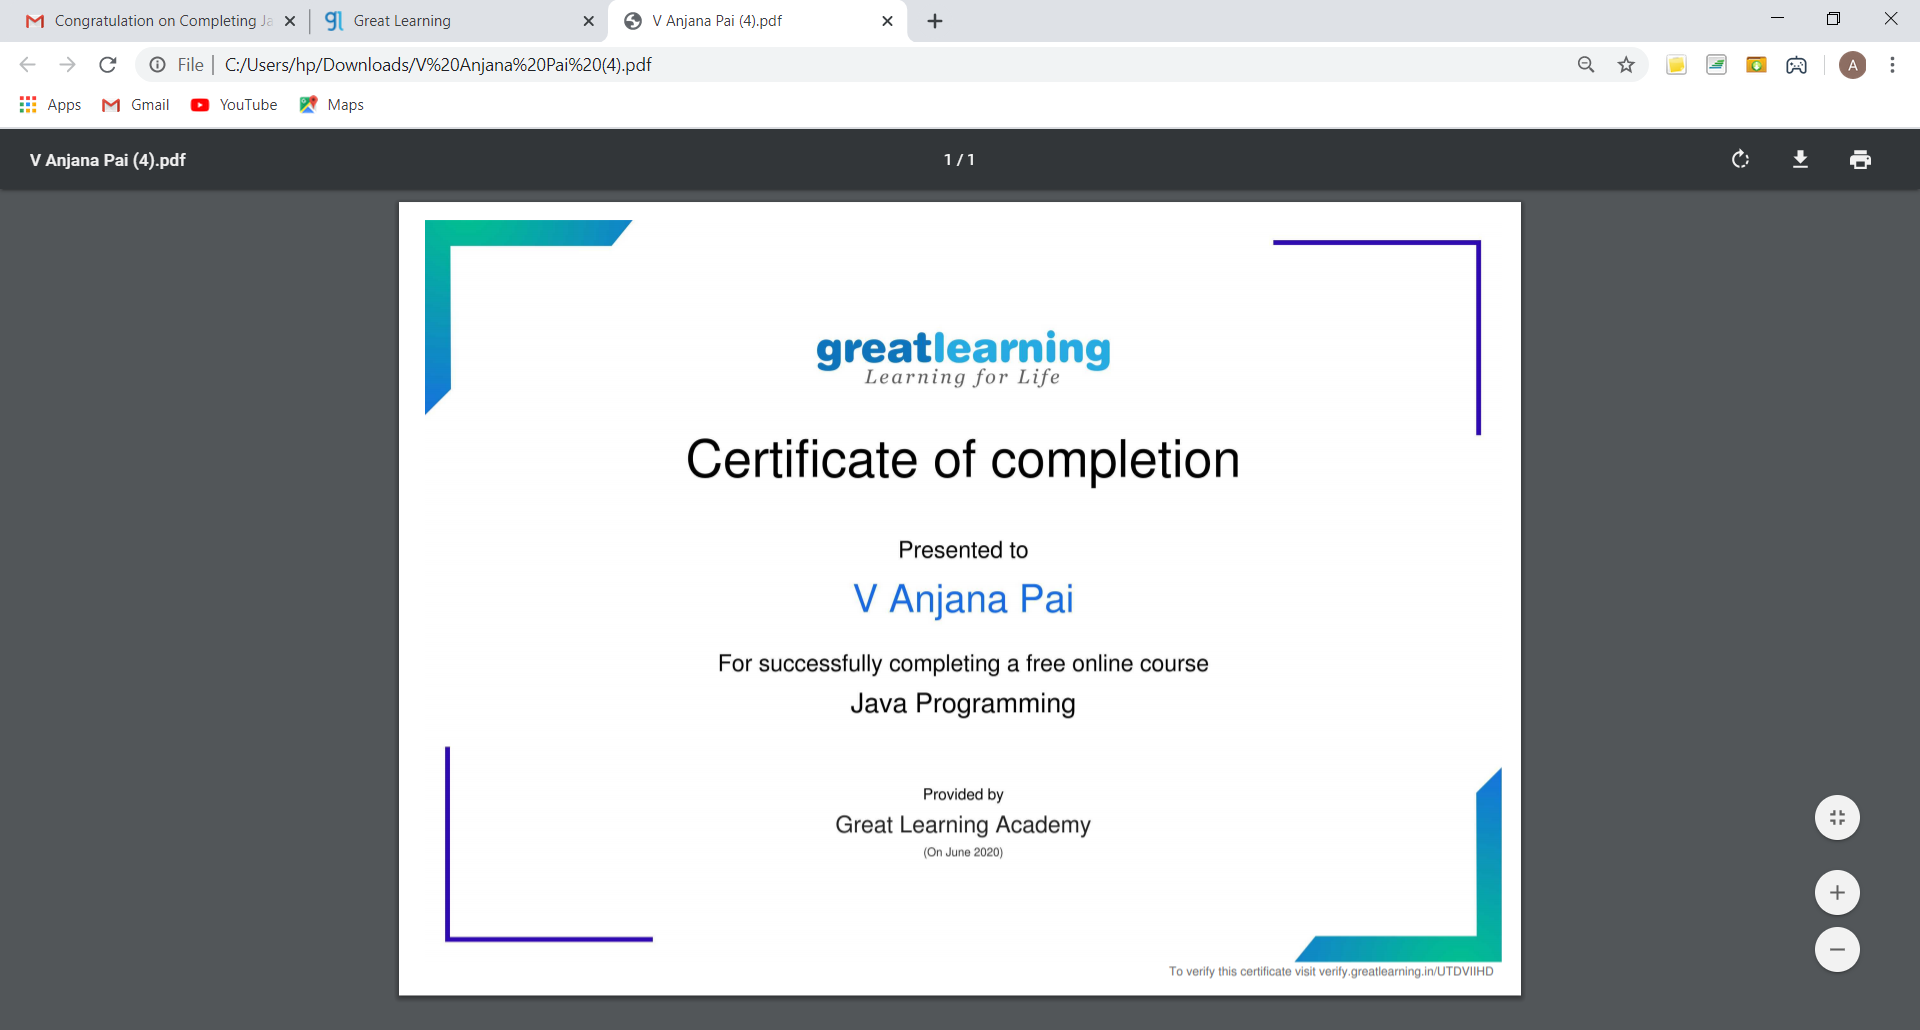 Congratulation on Completing Ja
Great Learning
V Anjana Pai (4).pdf
File
C:/Users/hp/Downloads/V%20Anjana%20Pai%20(4).pdf
A
Apps
Gmail
YouTube
Maps
V Anjana Pai (4).pdf
1 / 1
greatlearning
Learning for Life
Certificate of completion
Presented to
V Anjana Pai
For successfully completing a free online course
Java Programming
Provided by
Great Learning Academy
(On June 2020)
To verify this certificate visit verify.greatlearning.in/UTDVIIHD